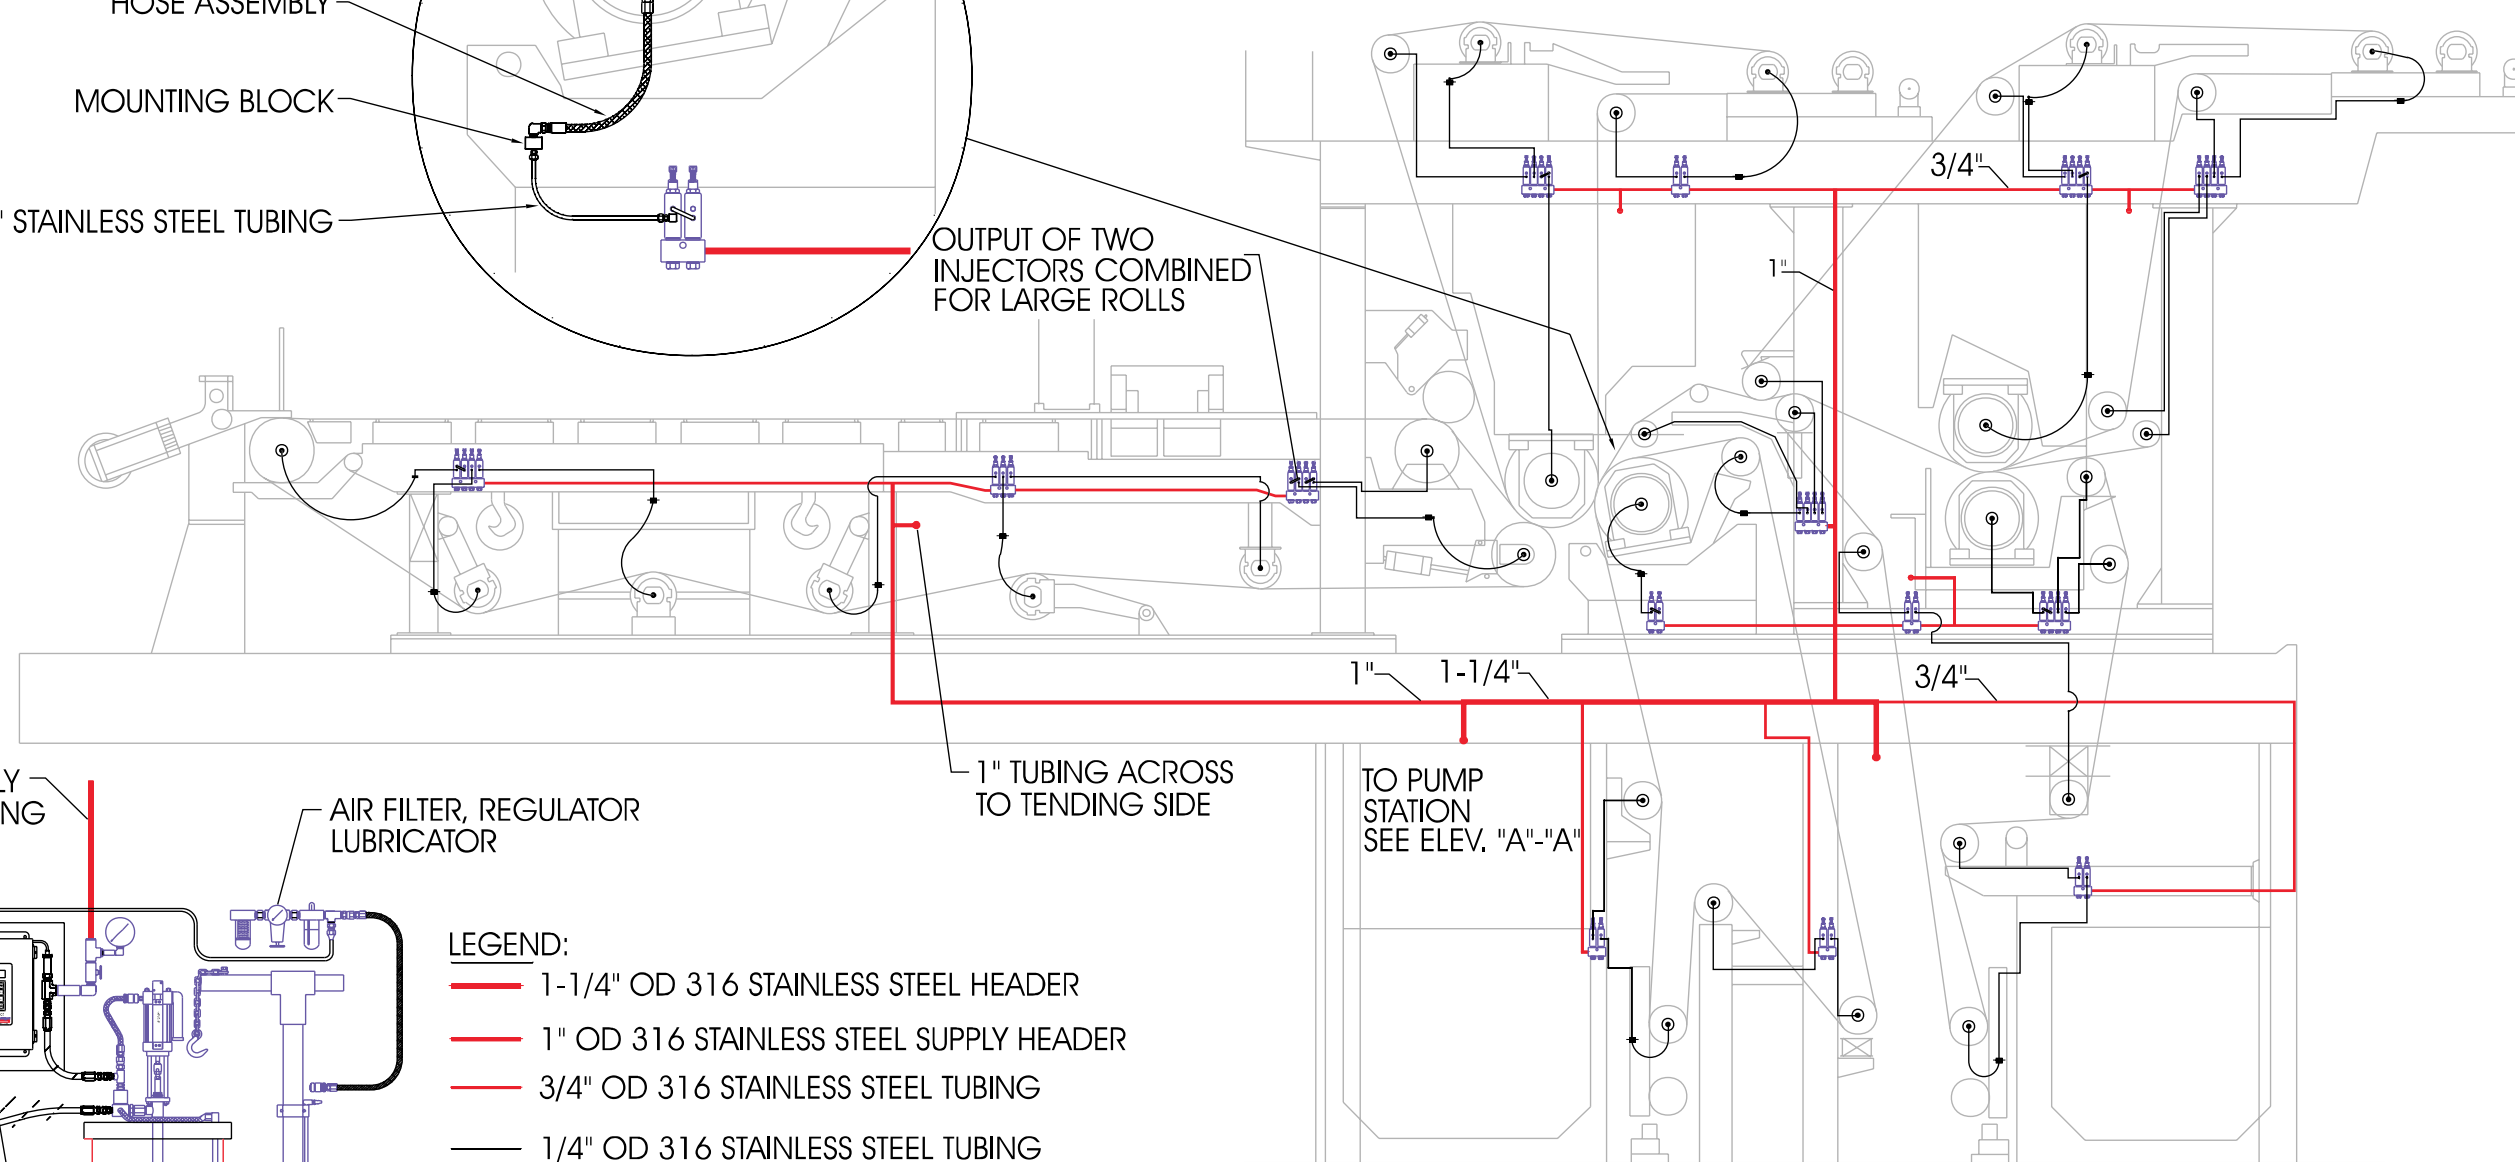 HOSE ASSEMBLY
MOUNTING BLOCK
" STAINLESS STEEL TUBING
OUTPUT OF TWO
INJECTORS COMBINED
FOR LARGE ROLLS
3/4"
1"
1"
1-1/4"
3/4"
1" TUBING ACROSS
TO TENDING SIDE
TO PUMP
STATION
SEE ELEV. "A"-"A"
LY
NG
AIR FILTER, REGULATOR
LUBRICATOR
LEGEND:
1-1/4" OD 316 STAINLESS STEEL HEADER
1" OD 316 STAINLESS STEEL SUPPLY HEADER
3/4" OD 316 STAINLESS STEEL TUBING
1/4" OD 316 STAINLESS STEEL TUBING